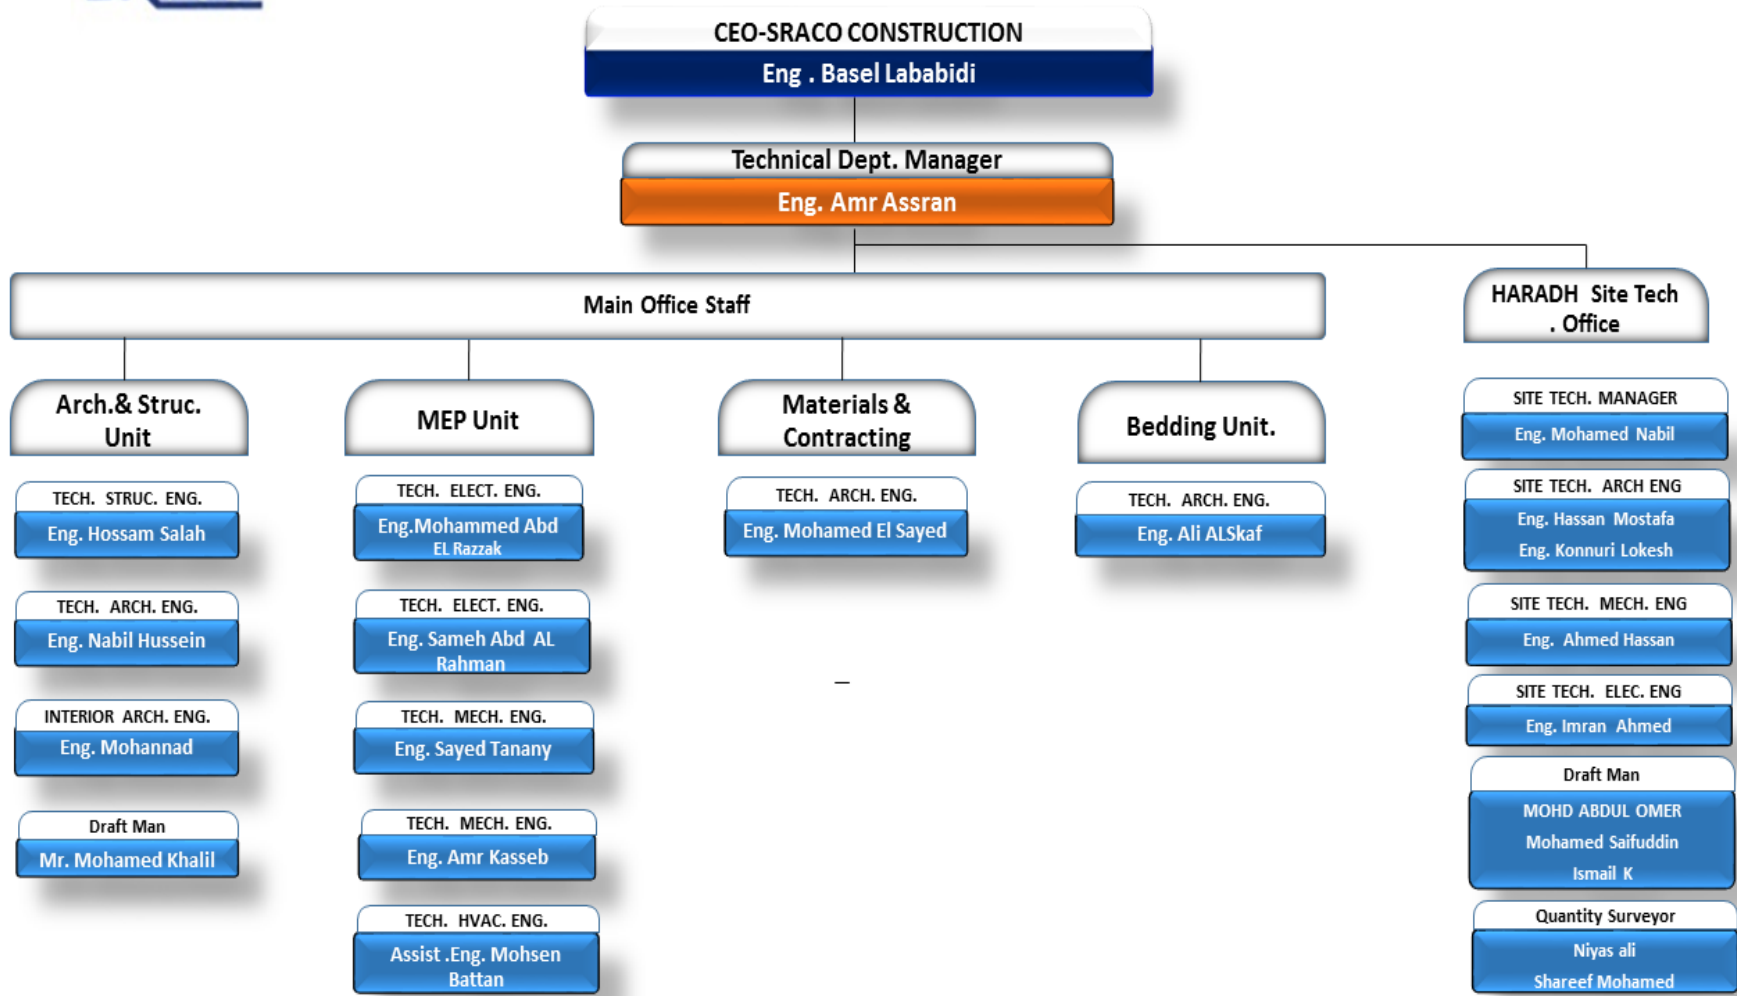 CEO-SRACO CONSTRUCTION
Eng . Basel Lababidi
Technical Dept. Manager
Eng. Amr Assran
Main Office Staff
HARADH Site Tech
. Office
Arch.& Struc.
Unit
TECH. STRUC. ENG.
Eng. Hossam Salah
TECH. ARCH. ENG.
Eng. Nabil Hussein
INTERIOR ARCH. ENG.
Eng. Mohannad
Draft Man
Mr. Mohamed Khalil
MEP Unit
TECH. ELECT. ENG.
Eng.Mohammed Abd
EL Razzak
TECH. ELECT. ENG.
Eng. Sameh Abd AL
Rahman
TECH. MECH. ENG.
Eng. Sayed Tanany
TECH. MECH. ENG.
Eng. Amr Kasseb
TECH. HVAC. ENG.
Assist .Eng. Mohsen
Battan
Materials &
Contracting
TECH. ARCH. ENG.
Eng. Mohamed El Sayed
Bedding Unit.
TECH. ARCH. ENG.
Eng. Ali ALSkaf
SITE TECH. MANAGER
Eng. Mohamed Nabil
SITE TECH. ARCH ENG
Eng. Hassan Mostafa
Eng. Konnuri Lokesh
SITE TECH. MECH. ENG
Eng. Ahmed Hassan
SITE TECH. ELEC. ENG
Eng. Imran Ahmed
Draft Man
MOHD ABDUL OMER
Mohamed Saifuddin
Ismail K
Quantity Surveyor
Niyas ali
Shareef Mohamed